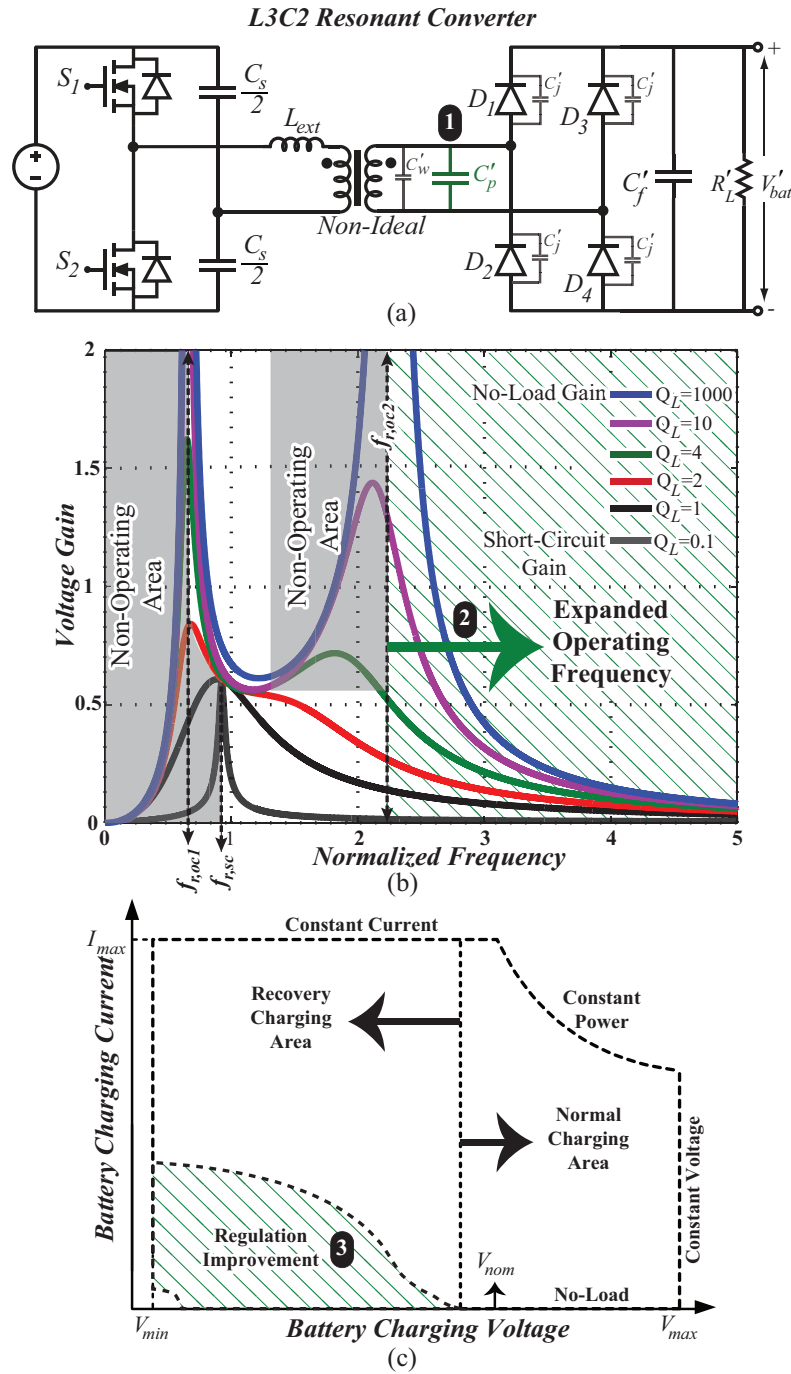 L3C2 Resonant Converter
S1
S2
Cs
2
Cs
2
Lext
Non-Ideal
1
C'w
C'p
D1
C'j
D3
C'j
D2
C'j
D4
C'j
C'f
R'L
V'bat
+
-
(a)
Voltage Gain
2
1.5
1
0.5
0
0
1
2
3
4
5
Non-Operating
Area
Non-Operating
Area
fr,oc2
No-Load Gain
QL=1000
QL=10
QL=4
QL=2
QL=1
QL=0.1
Short-Circuit
Gain
2
Expanded
Operating
Frequency
fr,oc1
fr,sc
Normalized Frequency
(b)
Battery Charging Current
Imax
Constant Current
Recovery
Charging
Area
Constant
Power
Normal
Charging
Area
Constant Voltage
Regulation
Improvement
3
Vnom
No-Load
Vmin
Battery Charging Voltage
Vmax
(c)